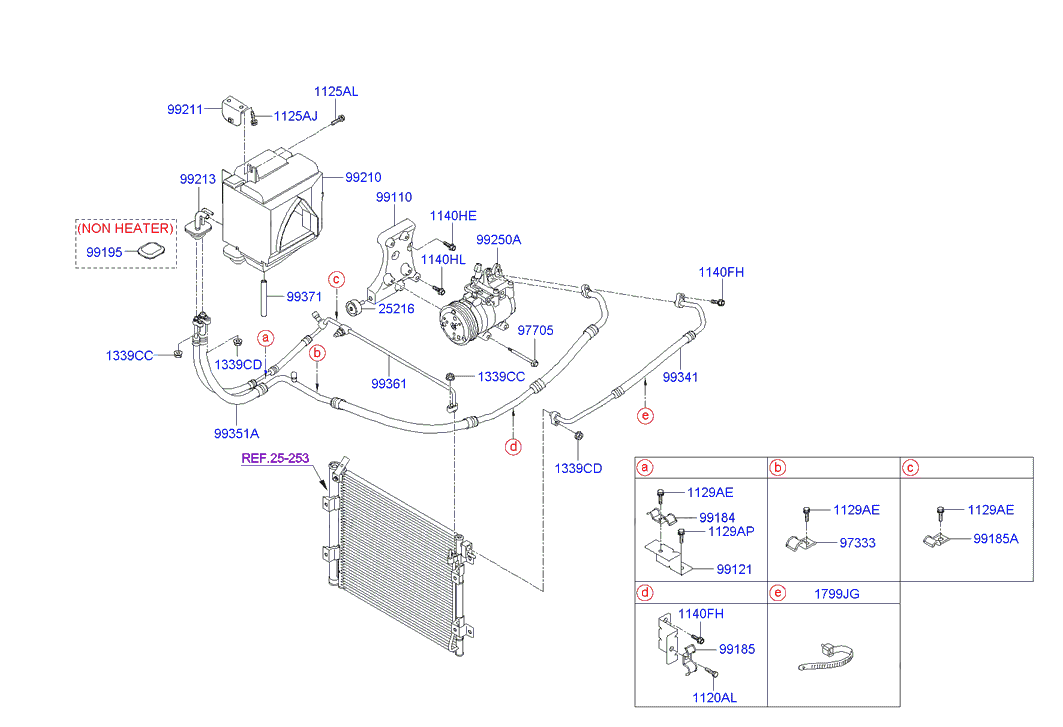 1125AL
99211
1125AJ
99213
99210
99110
(NON HEATER)
99195
1140HE
99250A
1140HL
1140FH
c
99371
25216
97705
a
b
1339CC
1339CD
99361
1339CC
99341
99351A
e
d
REF.25-253
1339CD
a
b
c
1129AE
99184
1129AP
99121
1129AE
97333
1129AE
99185A
d
e
1799JG
1140FH
99185
1120AL